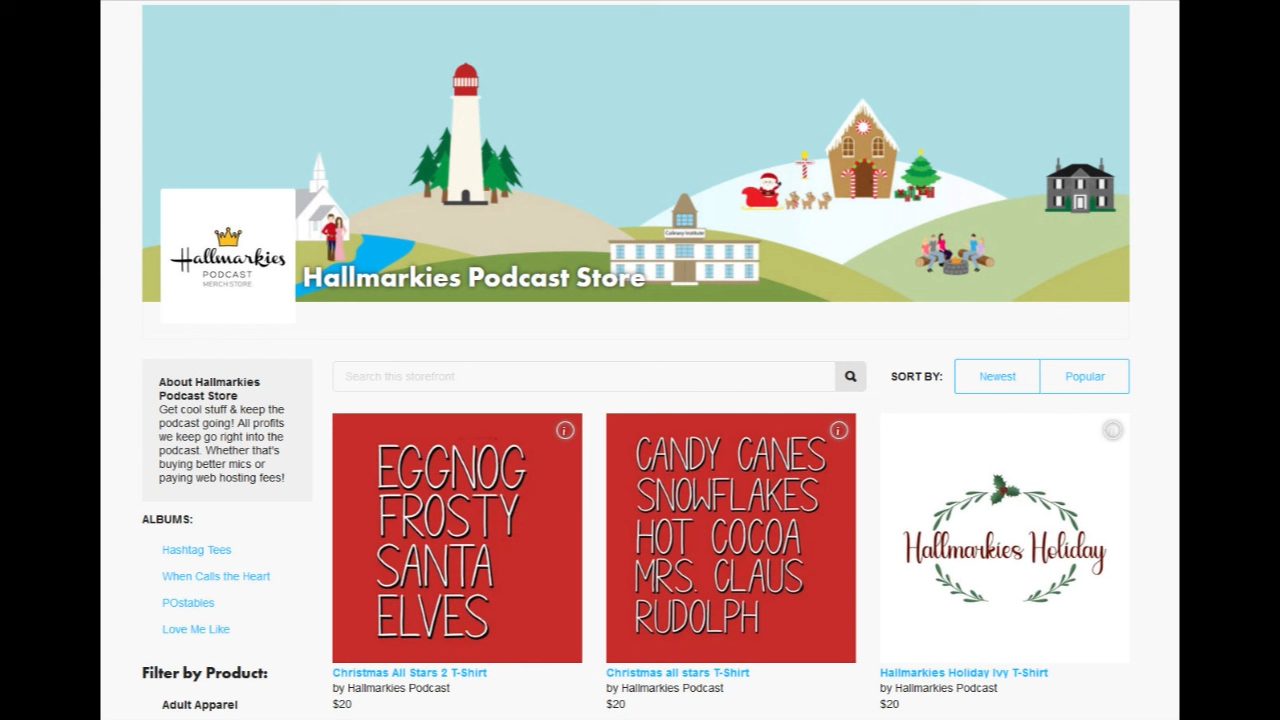 Culinary Institute
Hallmarkies
PODCAST
MERCH STORE
Hallmarkies Podcast Store
About Hallmarkies
Podcast Store
Get cool stuff & keep the
podcast going! All profits
we keep go right into the
podcast. Whether that's
buying better mics or
paying web hosting fees!
Search this storefront
SORT BY:
Newest
Popular
ALBUMS:
Hashtag Tees
When Calls the Heart
POstables
Love Me Like
Filter by Product:
Adult Apparel
EGGNOG
FROSTY
SANTA
ELVES
Christmas All Stars 2 T-Shirt
by Hallmarkies Podcast
$20
CANDY CANES
SNOWFLAKES
HOT COCOA
MRS. CLAUS
RUDOLPH
Christmas all stars T-Shirt
by Hallmarkies Podcast
$20
Hallmarkies Holiday
Hallmarkies Holiday Ivy T-Shirt
by Hallmarkies Podcast
$20